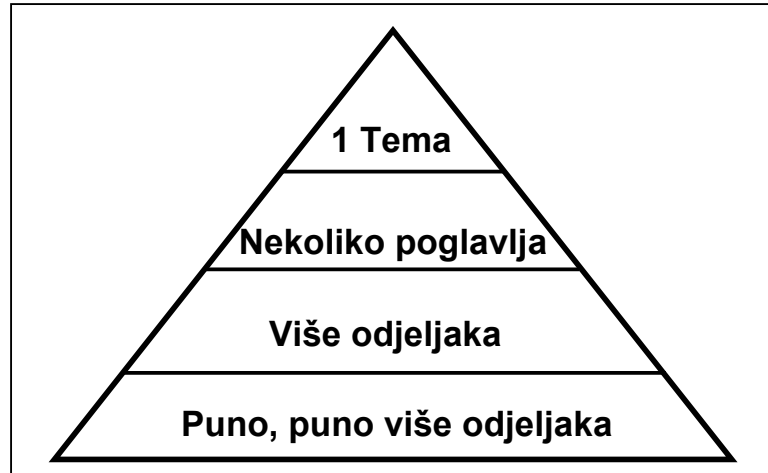 1 Tema
Nekoliko poglavlja
Više odjeljaka
Puno, puno više odjeljaka